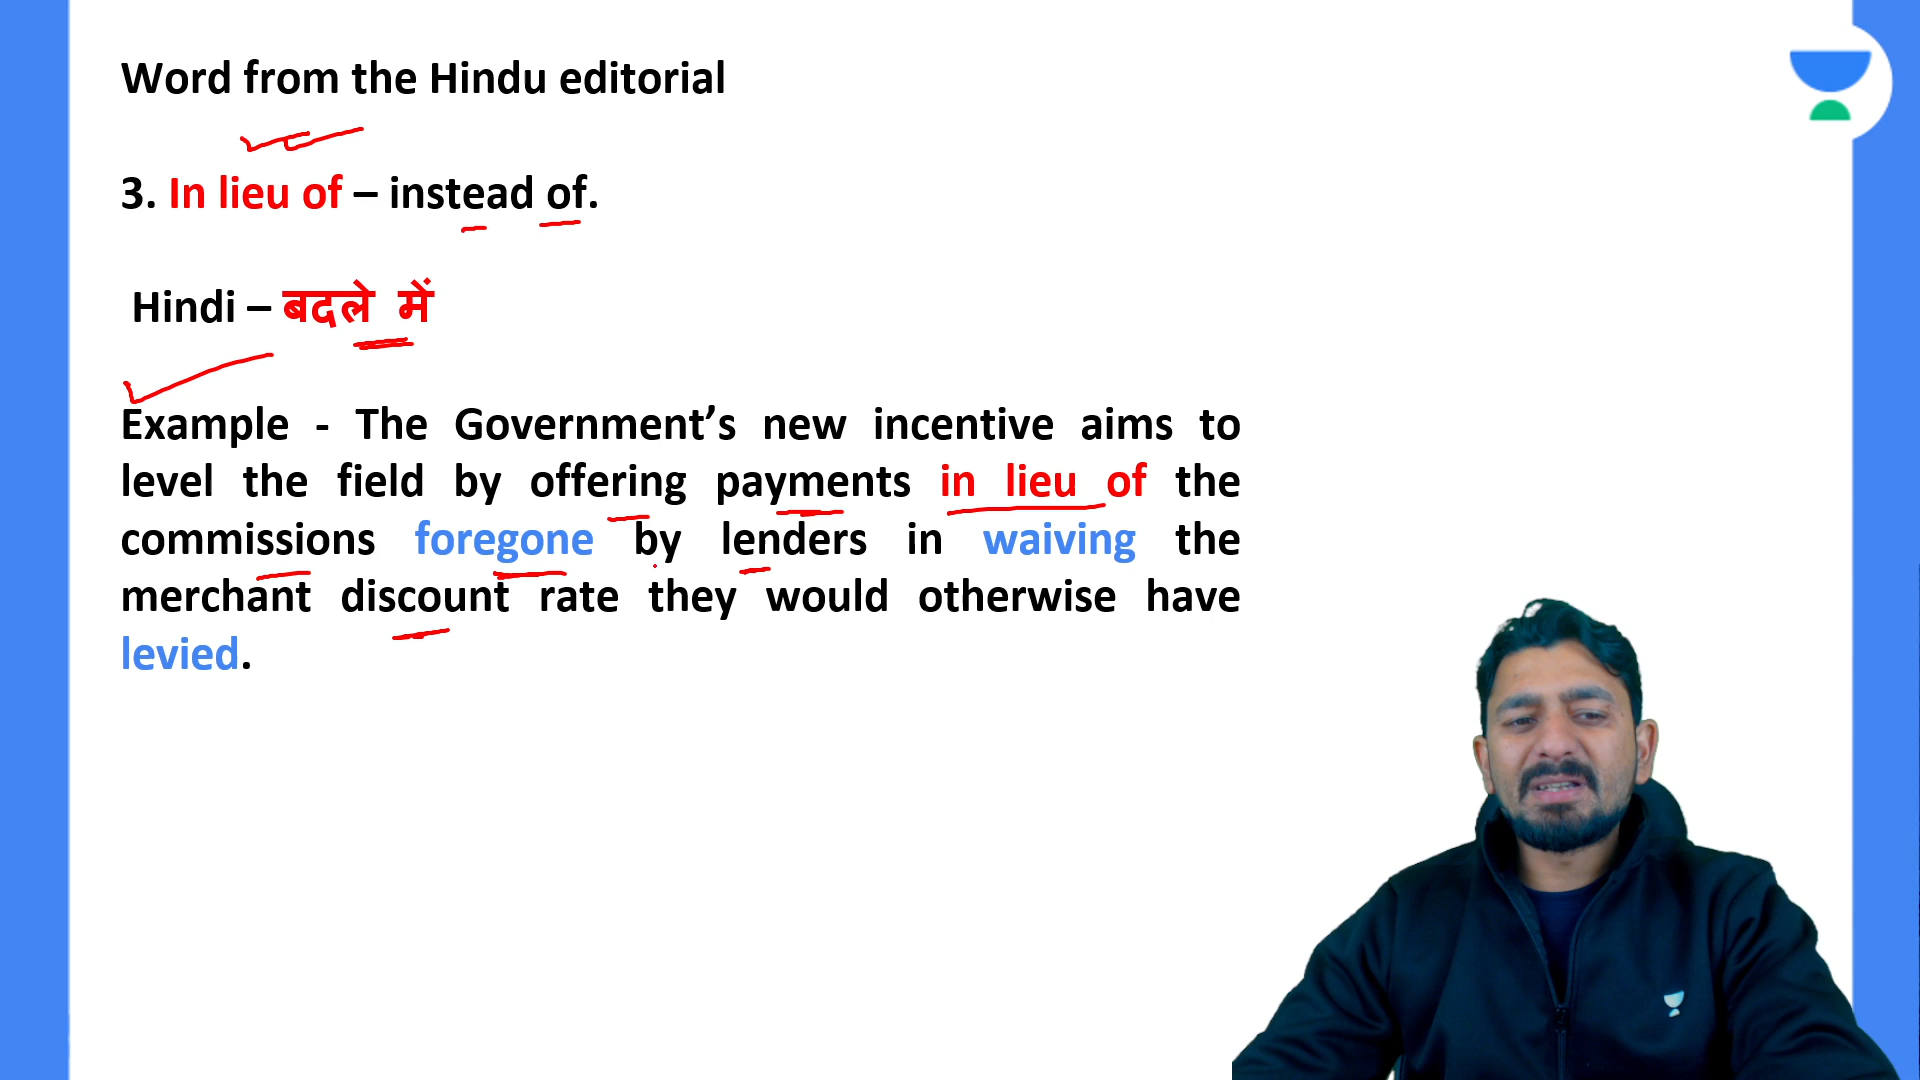 Word from the Hindu editorial
3. In lieu of – instead of.
Hindi – बदले में
Example - The Government’s new incentive aims to
level the field by offering payments in lieu of the
commissions foregone by lenders in waiving the
merchant discount rate they would otherwise have
levied.